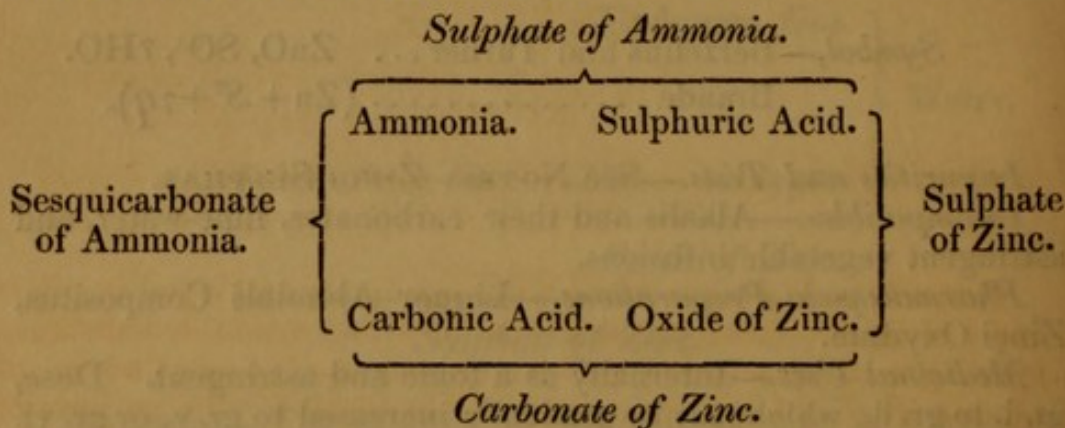 Sulphate of Ammonia.
Ammonia. Sulphuric Acid.
Sesquicarbonate
of Ammonia.
Sulphate
of Zinc.
Carbonic Acid. Oxide of Zinc.
Carbonate of Zinc.